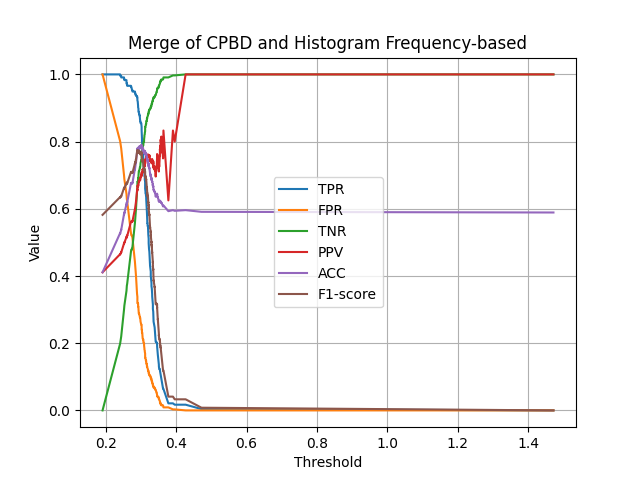 Merge of CPBD and Histogram Frequency-based
1.0
0.8
0.6
0.4
0.2
0.0
Value
TPR
FPR
TNR
PPV
ACC
F1-score
0.2 0.4 0.6 0.8 1.0 1.2 1.4
Threshold